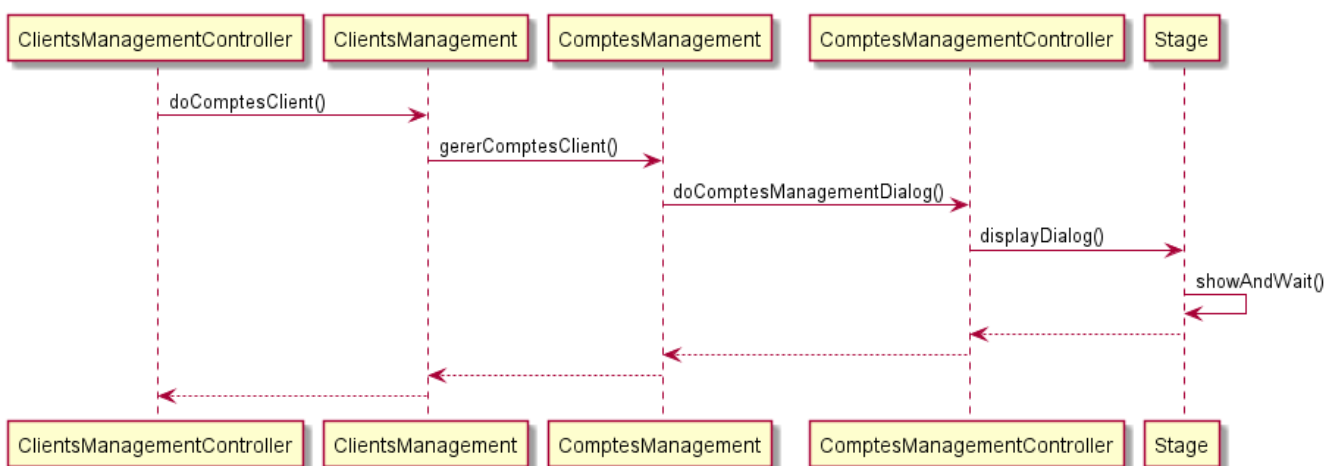 ClientsManagementController
ClientsManagement
ComptesManagement
ComptesManagementController
Stage
doComptesClient()
gererComptesClient()
doComptesManagementDialog()
displayDialog()
showAndWait()
ClientsManagementController
ClientsManagement
ComptesManagement
ComptesManagementController
Stage